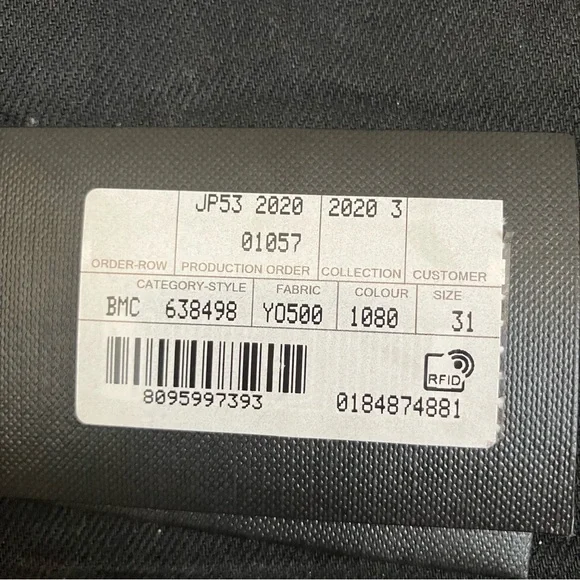 JP53 2020 2020 3
01057
ORDER-ROW PRODUCTION ORDER COLLECTION CUSTOMER
CATEGORY-STYLE FABRIC COLOUR SIZE
BMC 638498 YO500 1080 31
RFID
8095997393 0184874881